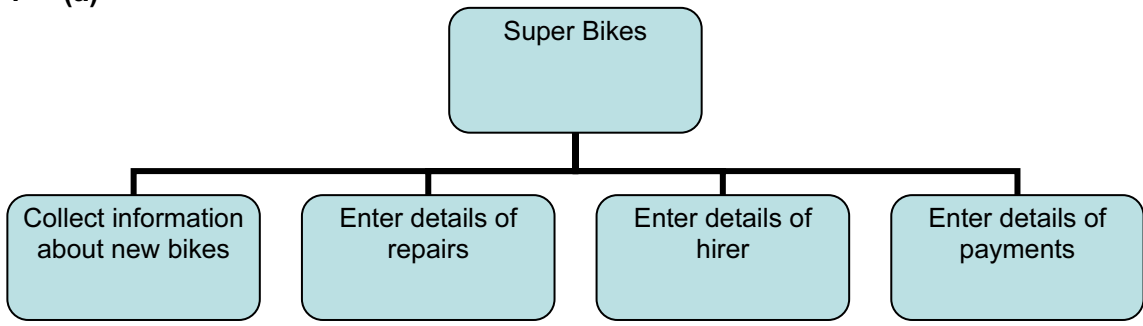 Super Bikes
Collect information
about new bikes
Enter details of
repairs
Enter details of
hirer
Enter details of
payments